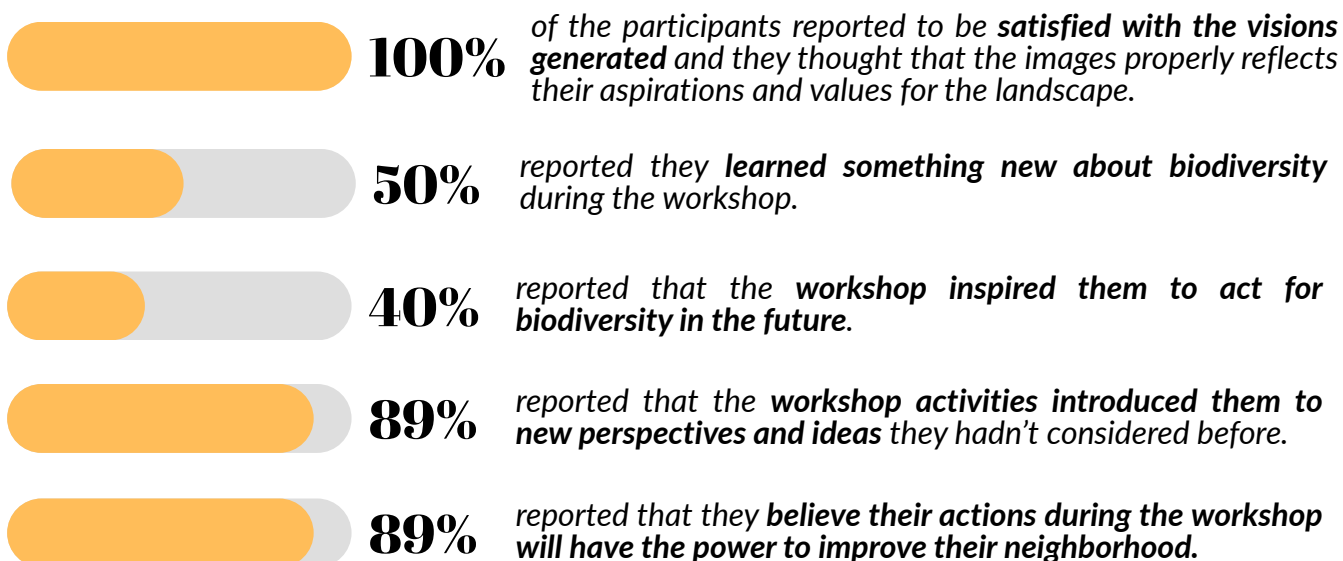 100%
of the participants reported to be satisfied with the visions
generated and they thought that the images properly reflects
their aspirations and values for the landscape.
50%
reported they learned something new about biodiversity
during the workshop.
40%
reported that the workshop inspired them to act for
biodiversity in the future.
89%
reported that the workshop activities introduced them to
new perspectives and ideas they hadn’t considered before.
89%
reported that they believe their actions during the workshop
will have the power to improve their neighborhood.